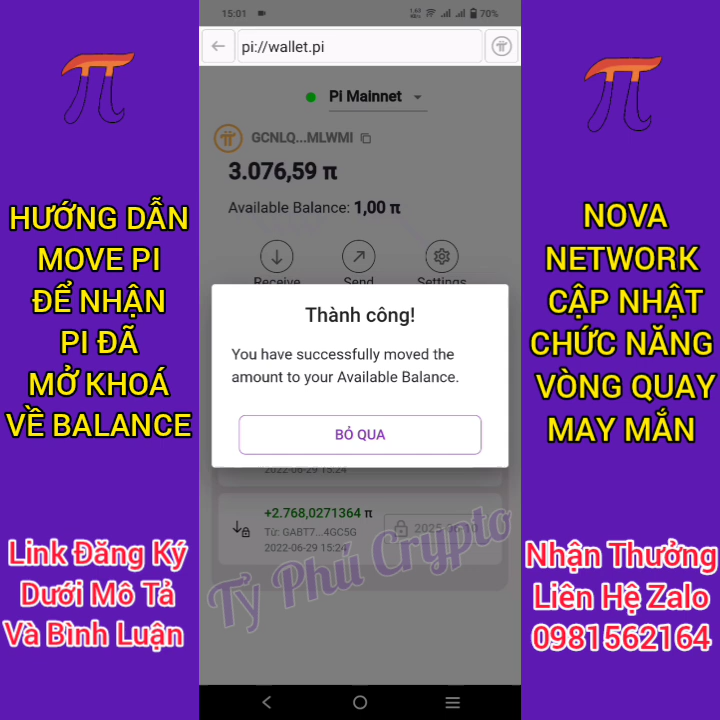 15:01
70%
pi://wallet.pi
Pi Mainnet
GCNLQ...MLWMI
3.076,59 π
Available Balance: 1,00 π
Receive Send Settings
Thành công!
You have successfully moved the
amount to your Available Balance.
BỎ QUA
2022-06-29 15:24
+2.768,0271364 π
Từ: GABT7...4GC5G
2022-06-29 15:24
Tỷ Phú Crypto
HƯỚNG DẪN
MOVE PI
ĐỂ NHẬN
PI ĐÃ
MỞ KHOÁ
VỀ BALANCE
Link Đăng Ký
Dưới Mô Tả
Và Bình Luận
NOVA
NETWORK
CẬP NHẬT
CHỨC NĂNG
VÒNG QUAY
MAY MẮN
Nhận Thưởng
Liên Hệ Zalo
0981562164